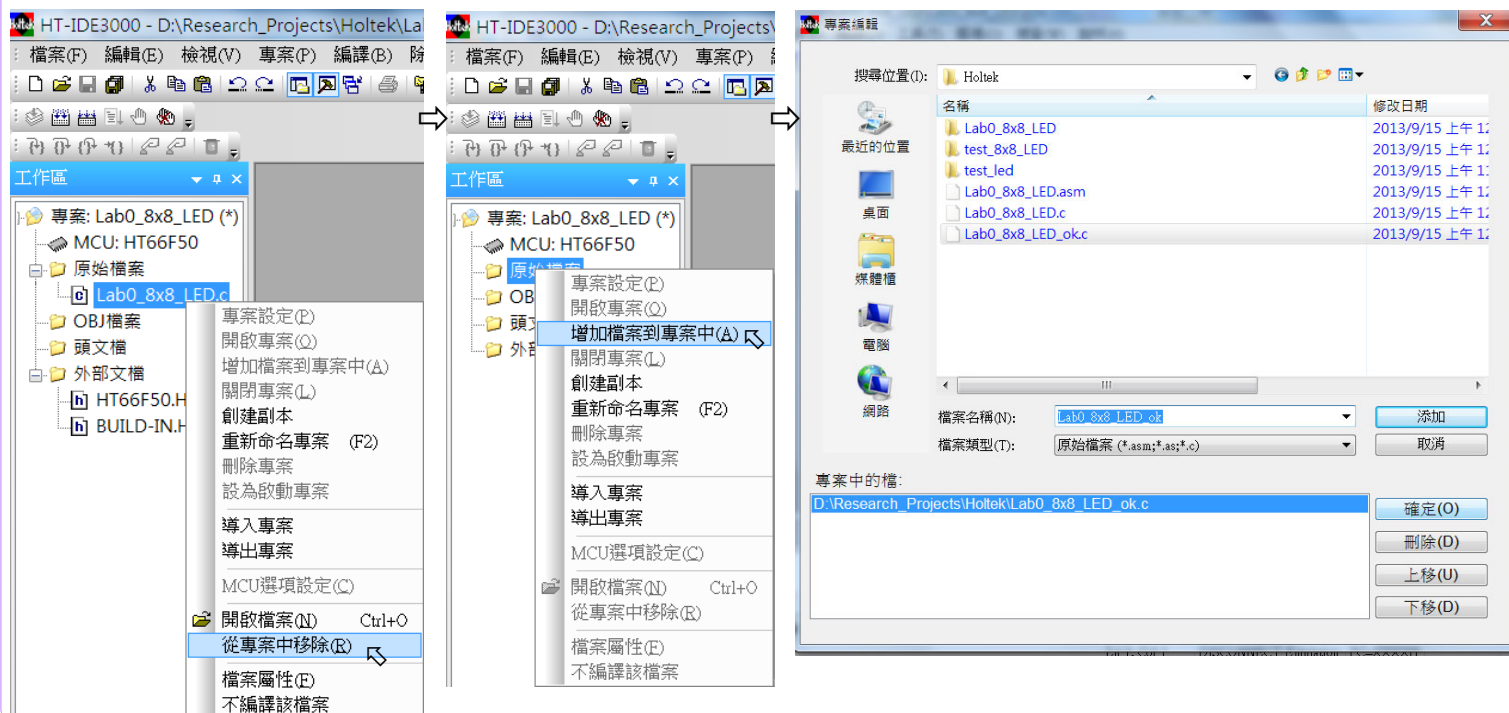 HT-IDE3000 - D:\Research_Projects\Holtek\La
檔案(F) 編輯(E) 檢視(V) 專案(P) 編譯(B) 除
工作區
專案: Lab0_8x8_LED (*)
MCU: HT66F50
原始檔案
Lab0_8x8_LED.c
OBJ檔案
頭文檔
外部文檔
HT66F50.H
BUILD-IN.H
專案設定(P)
開啟專案(O)
增加檔案到專案中(A)
關閉專案(L)
創建副本
重新命名專案 (F2)
刪除專案
設為啟動專案
導入專案
導出專案
MCU選項設定(C)
開啟檔案(N) Ctrl+O
從專案中移除(R)
檔案屬性(F)
不編譯該檔案
HT-IDE3000 - D:\Research_Projects\
檔案(F) 編輯(E) 檢視(V) 專案(P)
工作區
專案: Lab0_8x8_LED (*)
MCU: HT66F50
原始檔案
OB
頭
外部
專案設定(P)
開啟專案(O)
增加檔案到專案中(A)
關閉專案(L)
創建副本
重新命名專案 (F2)
刪除專案
設為啟動專案
導入專案
導出專案
MCU選項設定(C)
開啟檔案(N) Ctrl+O
從專案中移除(R)
檔案屬性(F)
不編譯該檔案
專案編輯
搜尋位置(I): Holtek
名稱 修改日期
Lab0_8x8_LED 2013/9/15 上午 12
test_8x8_LED 2013/9/15 上午 12
test_led 2013/9/15 上午 11
Lab0_8x8_LED.asm 2013/9/15 上午 12
Lab0_8x8_LED.c 2013/9/15 上午 12
Lab0_8x8_LED_ok.c 2013/9/15 上午 12
最近的位置
桌面
媒體櫃
電腦
網路
檔案名稱(N): Lab0_8x8_LED_ok 添加
檔案類型(T): 原始檔案 (*.asm;*.as;*.c) 取消
專案中的檔:
D:\Research_Projects\Holtek\Lab0_8x8_LED_ok.c
確定(O)
刪除(D)
上移(U)
下移(D)